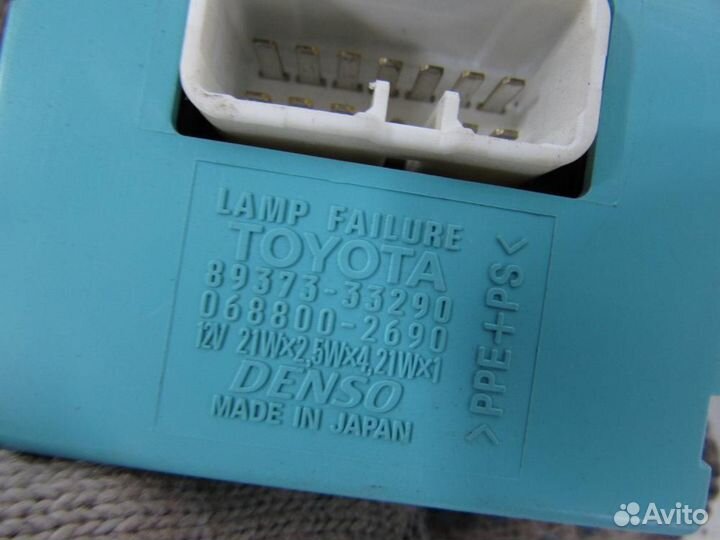 LAMP FAILURE
TOYOTA
89373-33290
068800-2690
12V 21W×2,5W×4,21W×1
DENSO
MADE IN JAPAN
>PPE+PS<
Avito